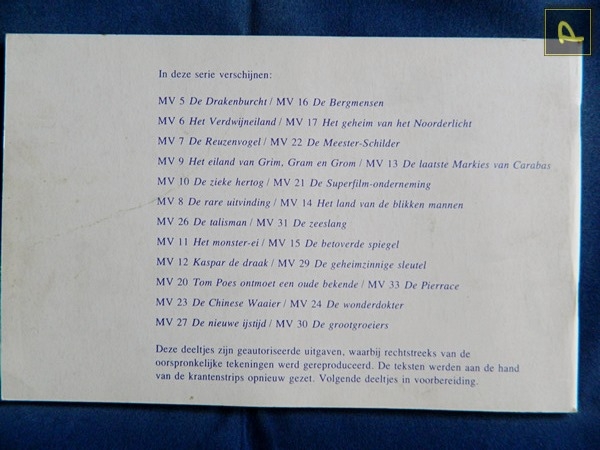 P
In deze serie verschijnen:
MV 5 De Drakenburcht / MV 16 De Bergmensen
MV 6 Het Verdwijneiland / MV 17 Het geheim van het Noorderlicht
MV 7 De Reuzenvogel / MV 22 De Meester-Schilder
MV 9 Het eiland van Grim, Gram en Grom / MV 13 De laatste Markies van Carabas
MV 10 De zieke hertog / MV 21 De Superfilm-onderneming
MV 8 De rare uitvinding / MV 14 Het land van de blikken mannen
MV 26 De talisman / MV 31 De zeeslang
MV 11 Het monster-ei / MV 15 De betoverde spiegel
MV 12 Kaspar de draak / MV 29 De geheimzinnige sleutel
MV 20 Tom Poes ontmoet een oude bekende / MV 33 De Pierrace
MV 23 De Chinese Waaier / MV 24 De wonderdokter
MV 27 De nieuwe ijstijd / MV 30 De grootgroeiers
Deze deeltjes zijn geautoriseerde uitgaven, waarbij rechtstreeks van de
oorspronkelijke tekeningen werd gereproduceerd. De teksten werden aan de hand
van de krantenstrips opnieuw gezet. Volgende deeltjes in voorbereiding.